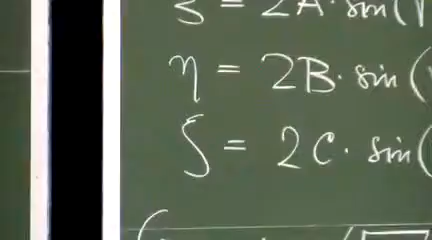 ξ = 2A· sin(√
η = 2B· sin(
ζ = 2C· sin(